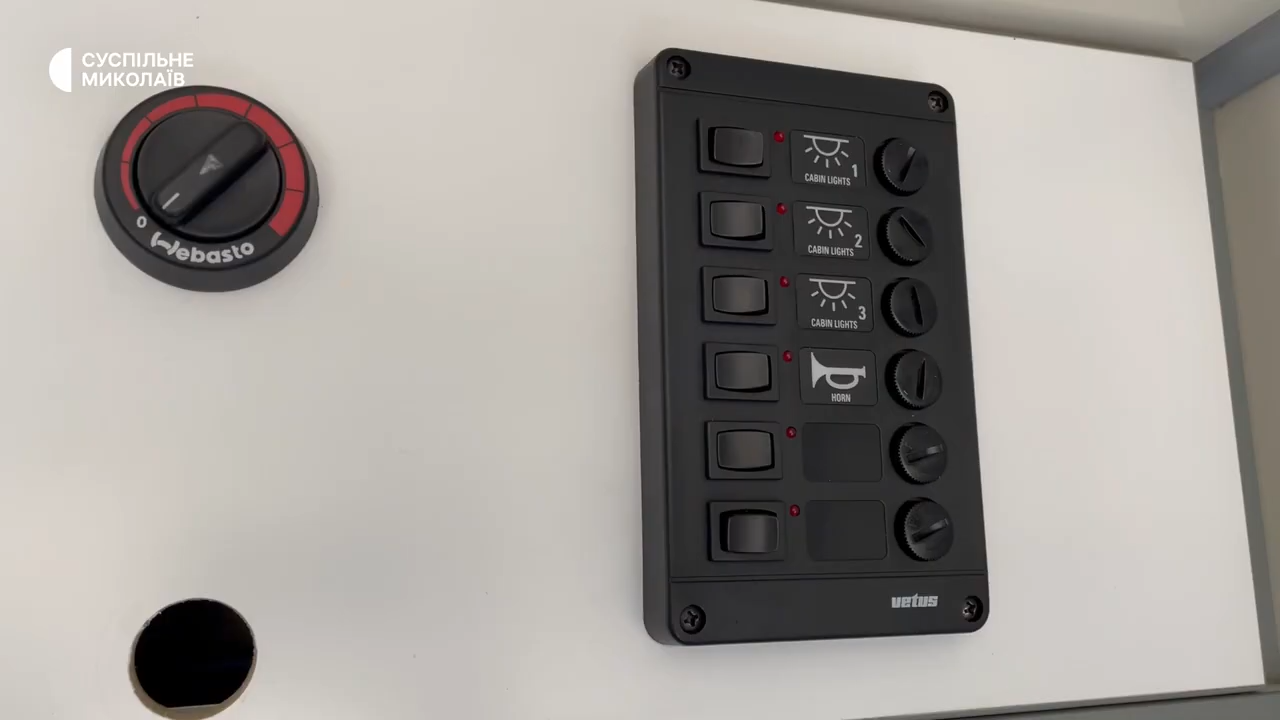 СУСПІЛЬНЕ
МИКОЛАЇВ
0
Webasto
1
CABIN LIGHTS
2
CABIN LIGHTS
3
CABIN LIGHTS
HORN
vetus